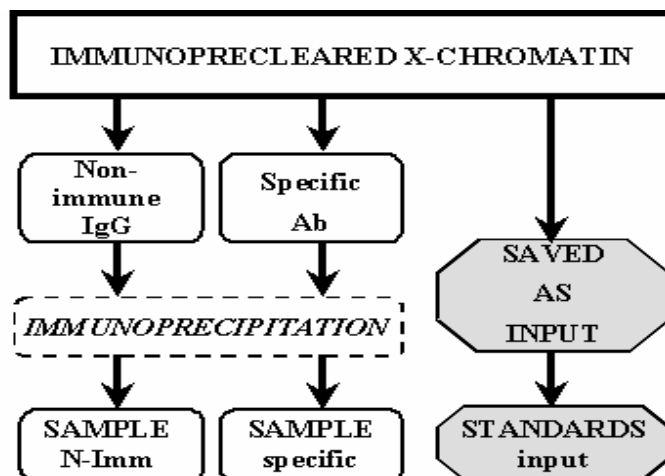 IMMUNOPRECLEARED X-CHROMATIN
Non-
immune
IgG
Specific
Ab
SAVED
AS
INPUT
IMMUNOPRECIPITATION
SAMPLE
N-Imm
SAMPLE
specific
STANDARDS
input